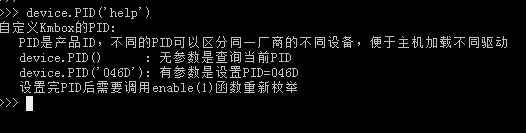 >>> device.PID('help')
自定义Kmbox的PID:
PID是产品ID，不同的PID可以区分同一厂商的不同设备，便于主机加载不同驱动
device.PID()     : 无参数是查询当前PID
device.PID('046D'): 有参数是设置PID=046D
设置完PID后需要调用enable(1)函数重新枚举
>>>